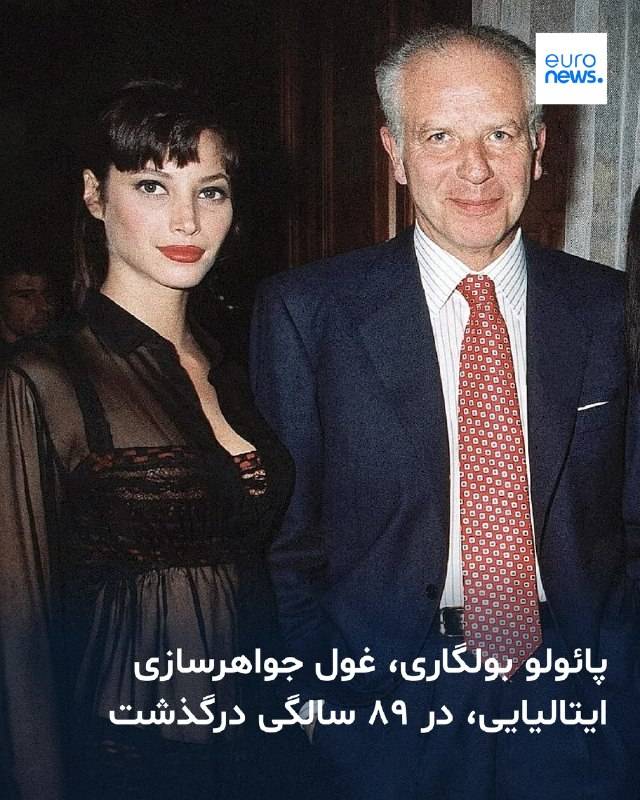 euro
news.
پائولو بولگاری، غول جواهرسازی
ایتالیایی، در ۸۹ سالگی درگذشت